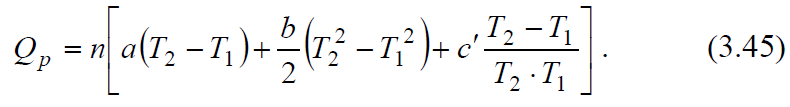 Q_p = n[a(T_2 − T_1) + b/2 (T_2^2 − T_1^2) + c′ (T_2 − T_1)/(T_2 · T_1)]. (3.45)